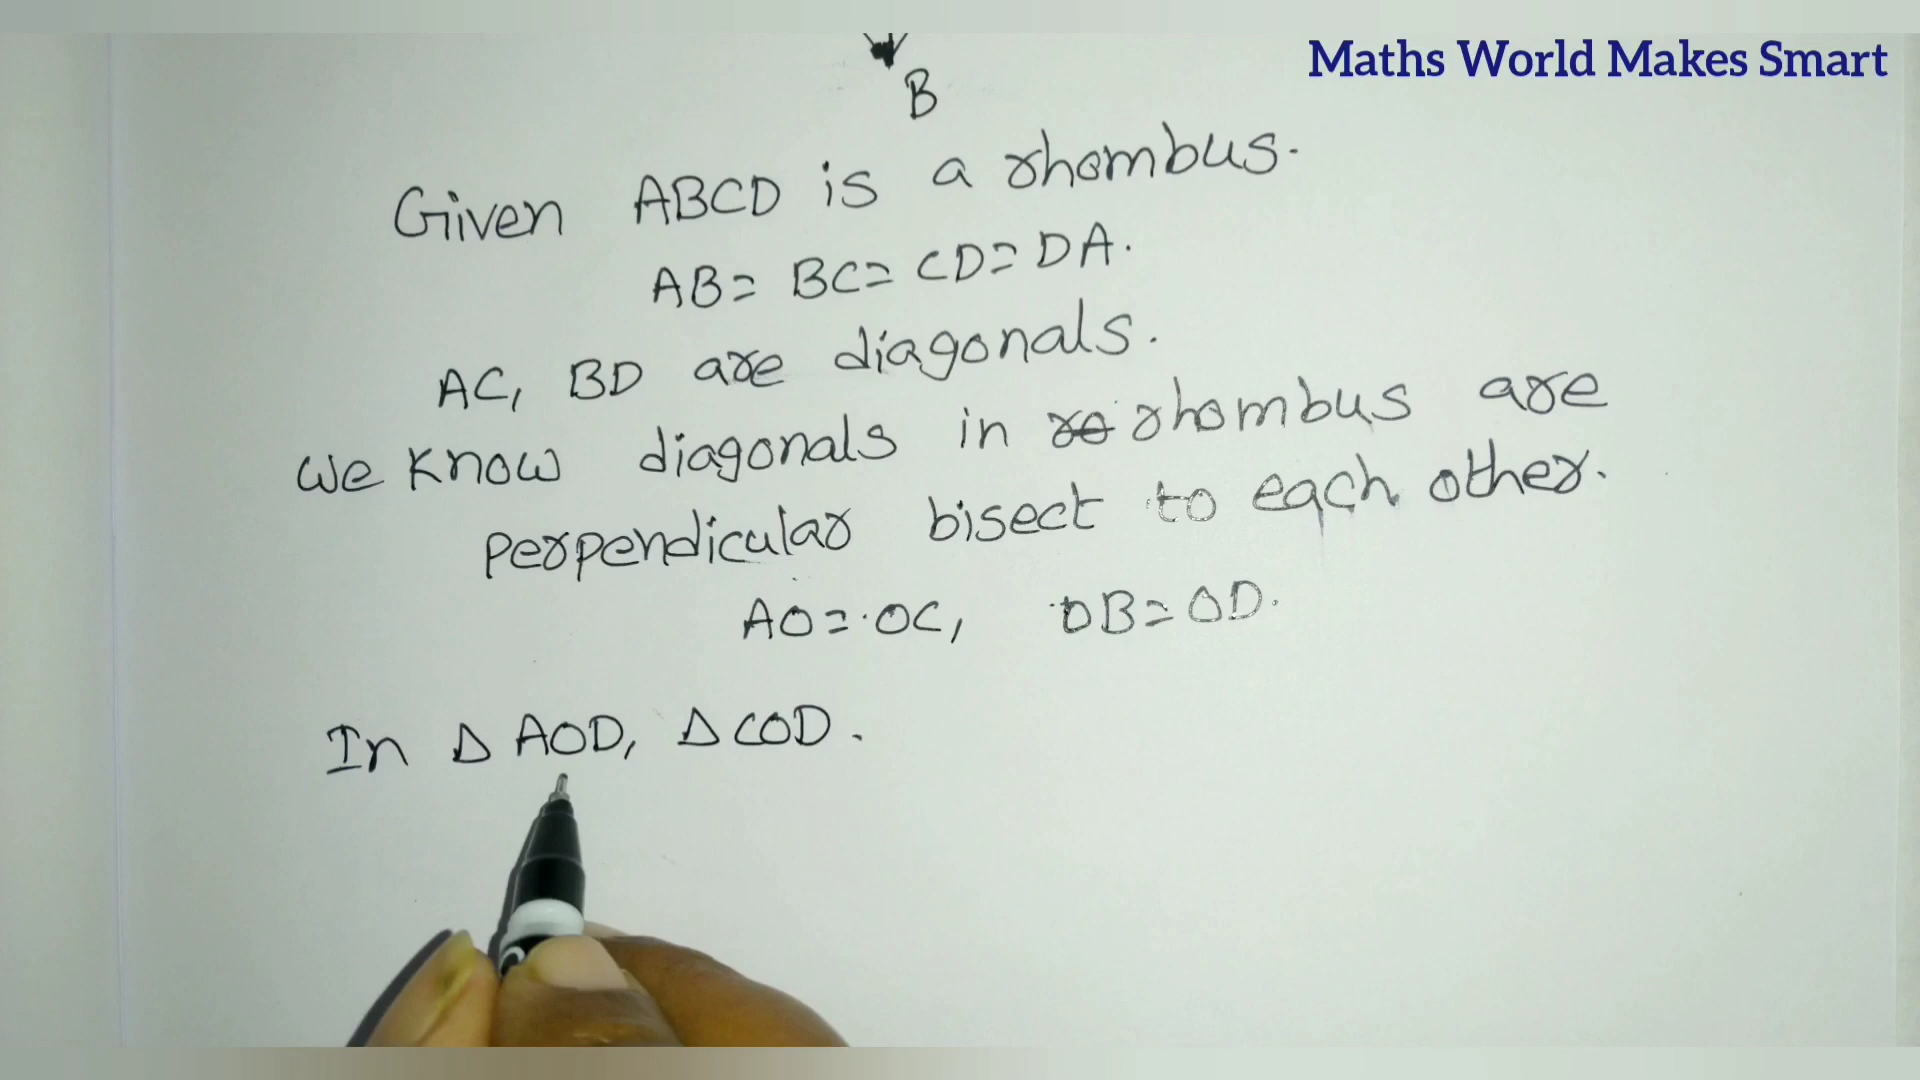 Maths World Makes Smart
B
Given ABCD is a rhombus.
AB = BC = CD = DA.
AC, BD are diagonals.
we know diagonals in rhombus are
perpendicular bisect to each other.
AO = OC, OB = OD.
In Δ AOD, Δ COD.